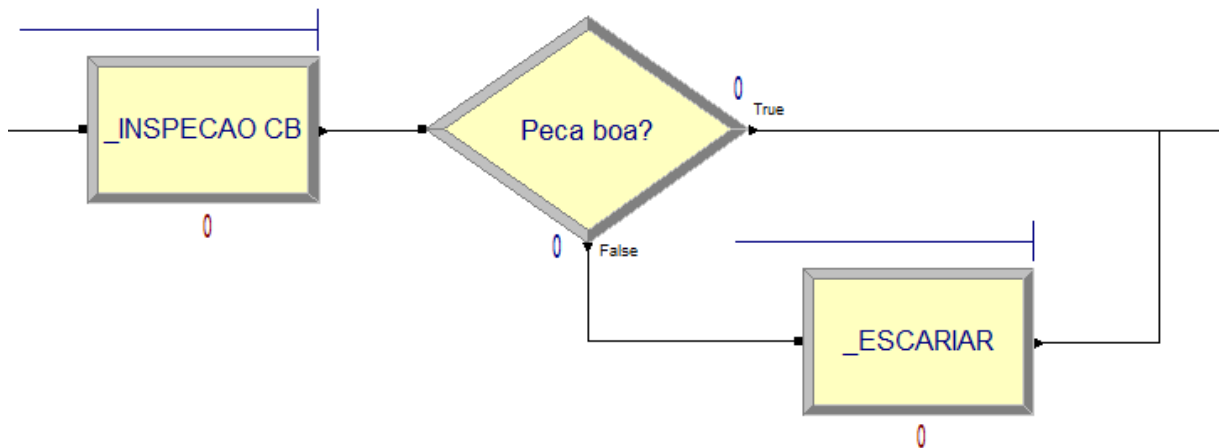 _INSPECAO CB
0
Peca boa?
0
True
0
False
_ESCARIAR
0